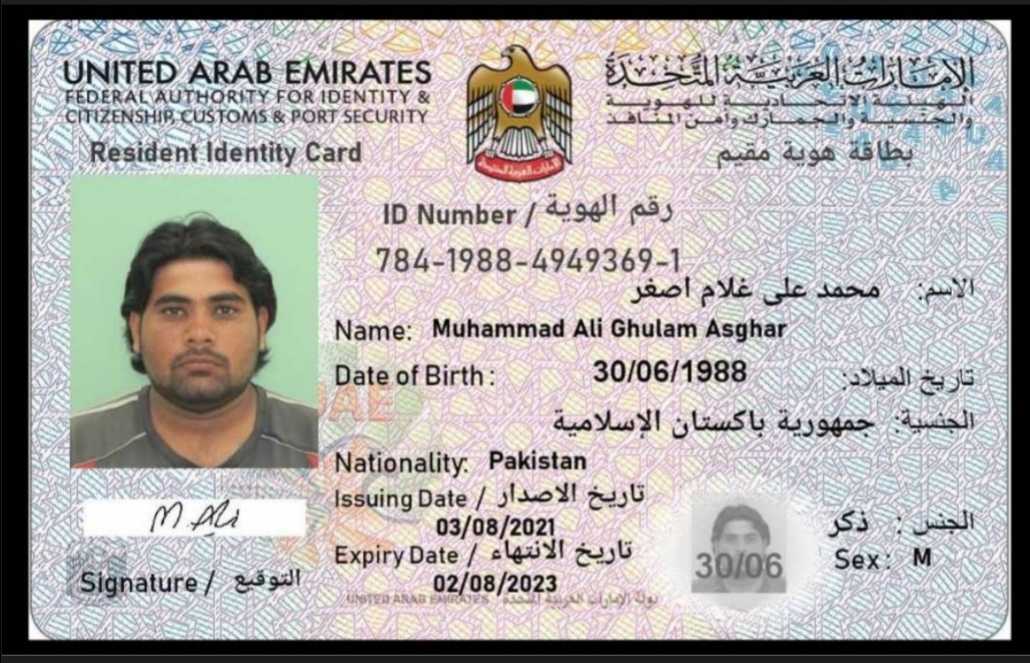 UNITED ARAB EMIRATES
الإمارات العربية المتحدة
FEDERAL AUTHORITY FOR IDENTITY &
CITIZENSHIP, CUSTOMS & PORT SECURITY
الهيئة الاتحادية للهوية
والجنسية والجمارك وأمن المنافذ
Resident Identity Card
بطاقة هوية مقيم
ID Number / رقم الهوية
784-1988-4949369-1
الاسم: محمد على غلام اصغر
Name: Muhammad Ali Ghulam Asghar
Date of Birth: 30/06/1988 تاريخ الميلاد:
الجنسية: جمهورية باكستان الإسلامية
Nationality: Pakistan
Issuing Date / تاريخ الاصدار
03/08/2021
الجنس: ذكر
Expiry Date / تاريخ الانتهاء
Sex: M
30/06
02/08/2023
M.Ali
Signature / التوقيع
UNITED ARAB EMIRATES دولة الإمارات العربية المتحدة
UAE